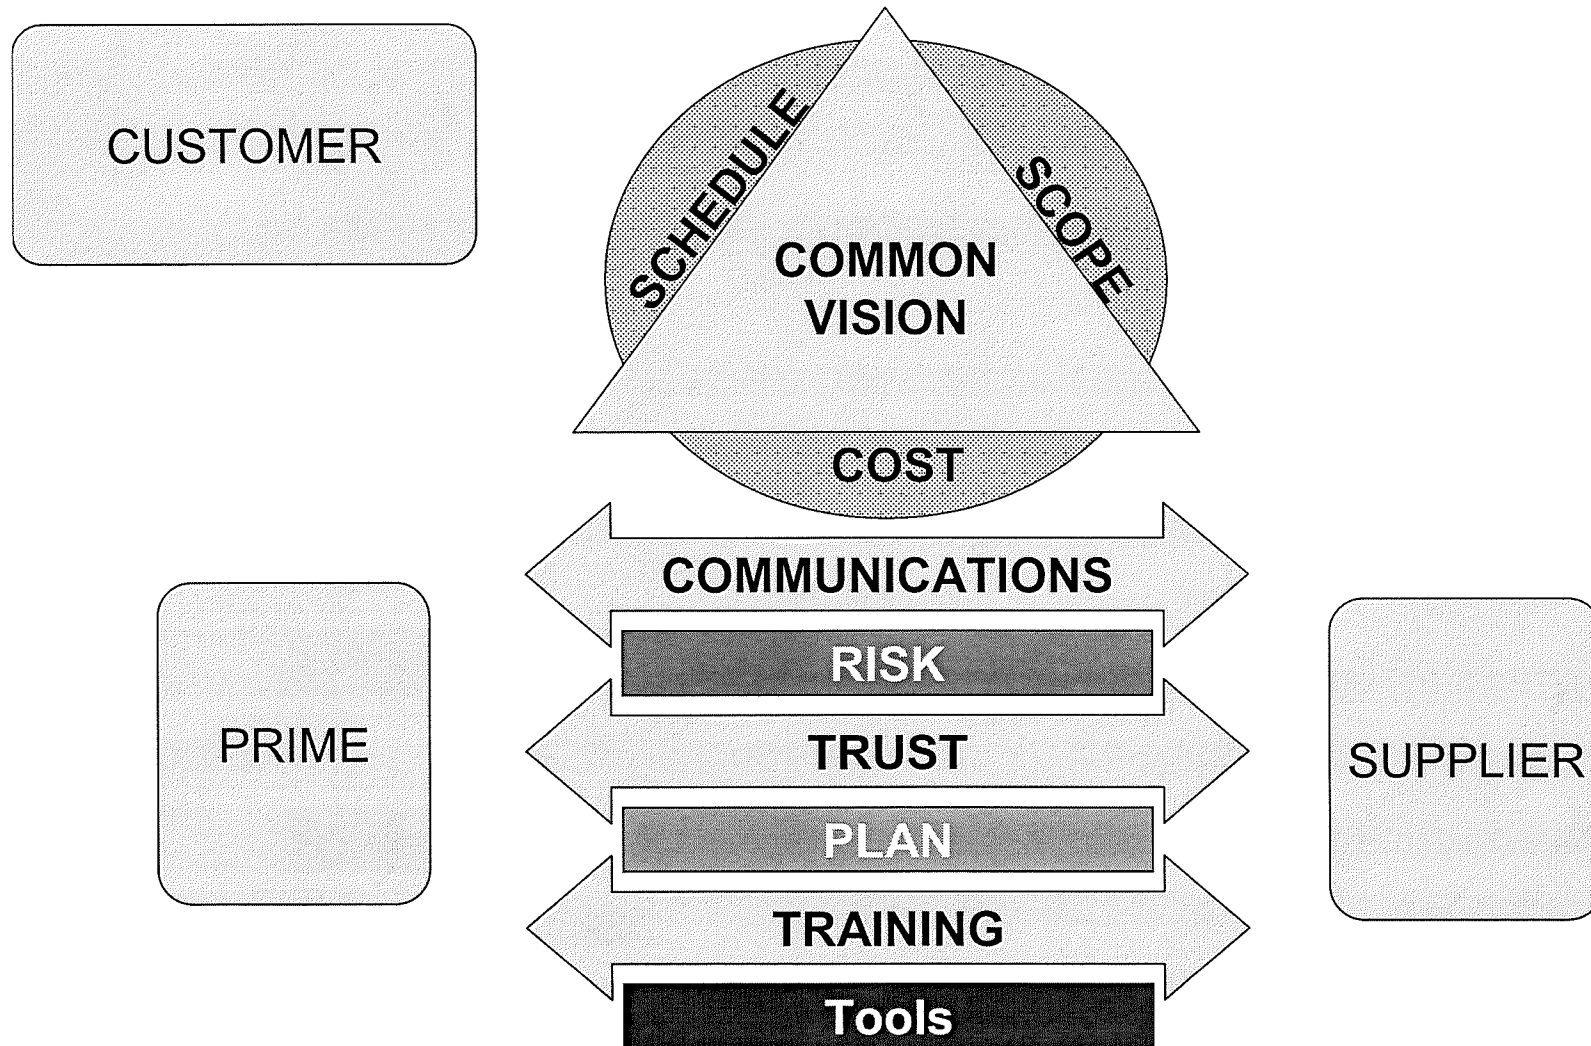 CUSTOMER
SCHEDULE
SCOPE
COMMON
VISION
COST
COMMUNICATIONS
RISK
PRIME
TRUST
SUPPLIER
PLAN
TRAINING
Tools